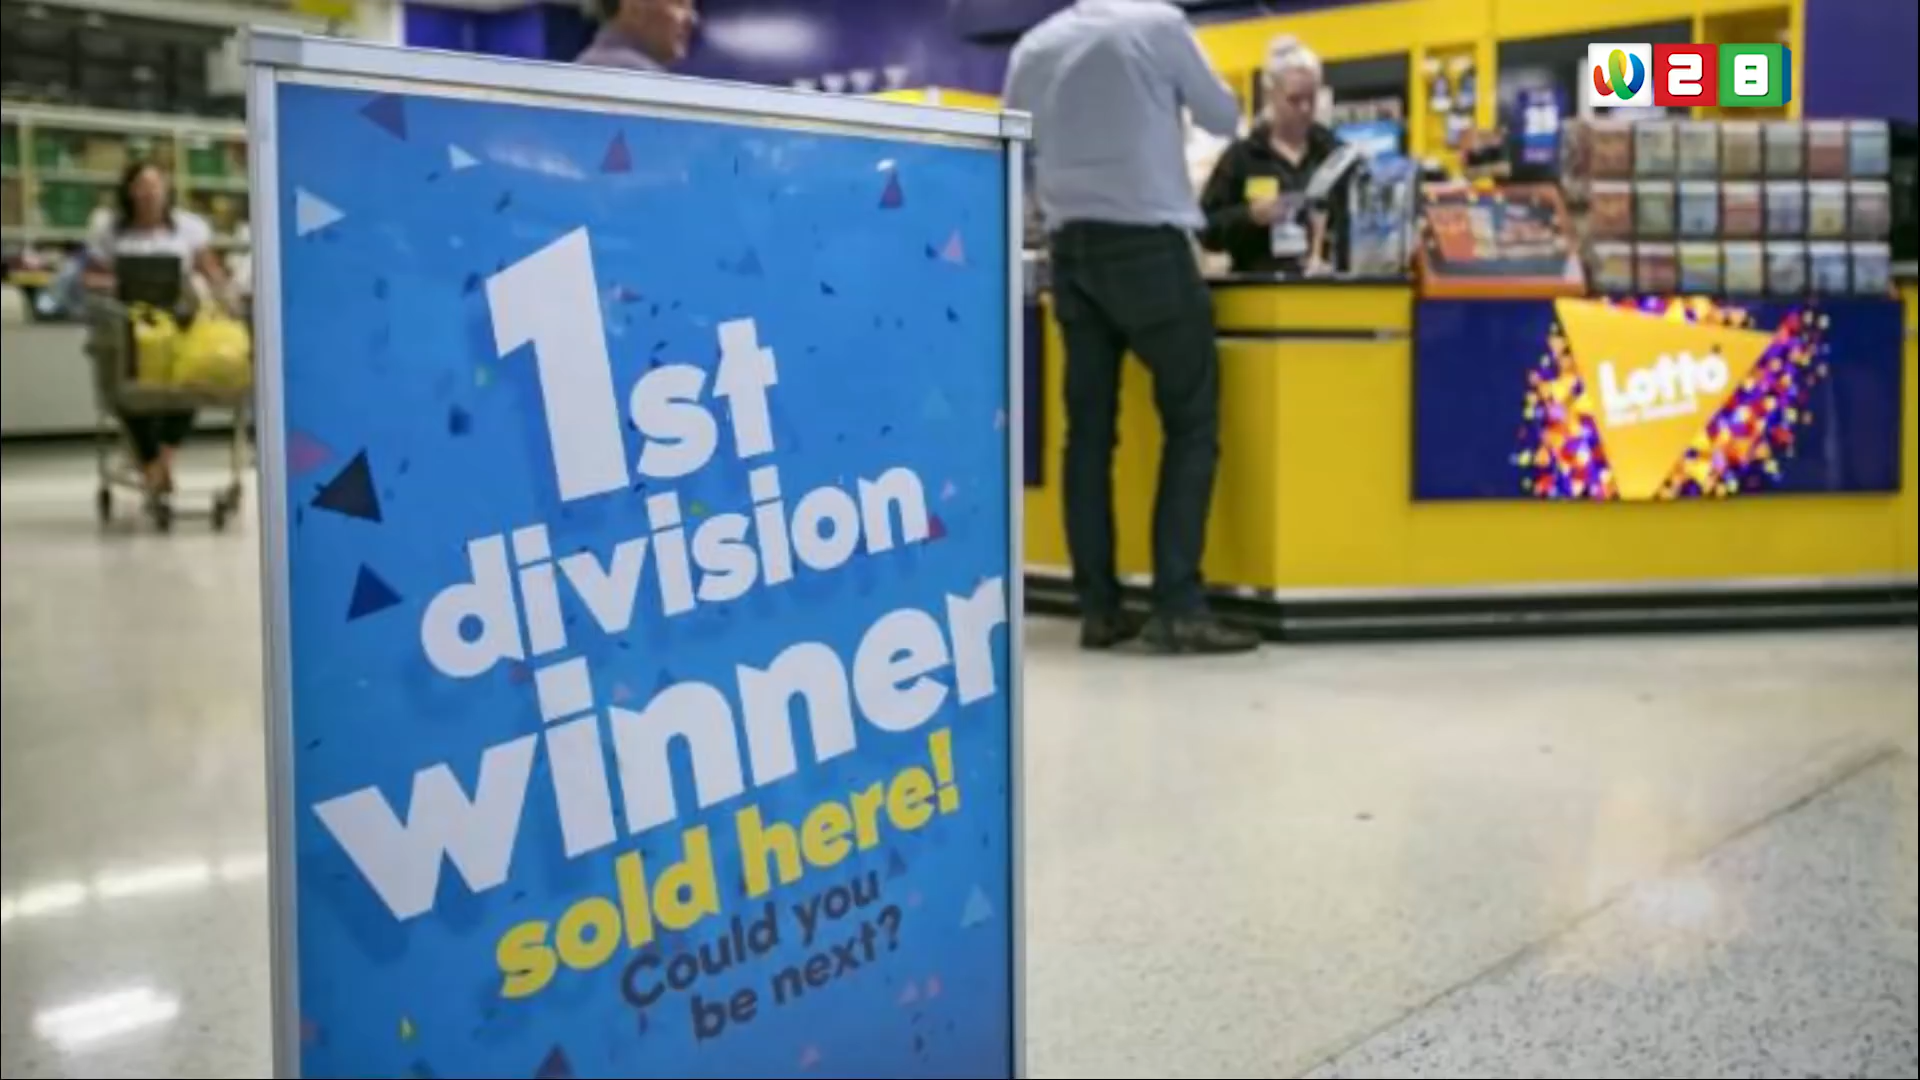 1st
division
winner
sold here!
Could you
be next?
Lotto
28